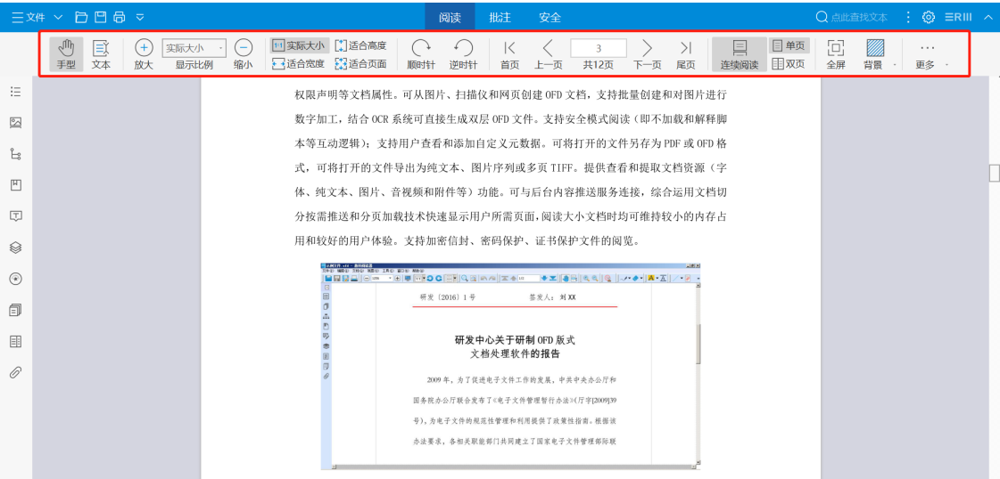 文件
阅读 批注 安全
点此查找文本
手型 文本 放大 实际大小 显示比例 缩小
1:1 实际大小 适合高度
适合宽度 适合页面
顺时针 逆时针 首页 上一页 3 共12页 下一页 尾页
连续阅读 单页 双页 全屏 背景 更多
权限声明等文档属性。可从图片、扫描仪和网页创建 OFD 文档，支持批量创建和对图片进行
数字加工，结合 OCR 系统可直接生成双层 OFD 文件。支持安全模式阅读（即不加载和解释脚
本等互动逻辑）；支持用户查看和添加自定义元数据。可将打开的文件另存为 PDF 或 OFD 格
式，可将打开的文件导出为纯文本、图片序列或多页 TIFF。提供查看和提取文档资源（字
体、纯文本、图片、音视频和附件等）功能。可与后台内容推送服务连接，综合运用文档切
分按需推送和分页加载技术快速显示用户所需页面，阅读大小文档时均可维持较小的内存占
用和较好的用户体验。支持加密信封、密码保护、证书保护文件的阅览。
研发〔2016〕1 号 签发人：刘 XX
研发中心关于研制 OFD 版式
文档处理软件的报告
2009 年，为了促进电子文件工作的发展，中共中央办公厅和
国务院办公厅联合发布了《电子文件管理暂行办法》（厅字[2009]39
号），为电子文件的规范性管理和利用提供了政策性指南。根据该
办法要求，各相关职能部门共同建立了国家电子文件管理部际联